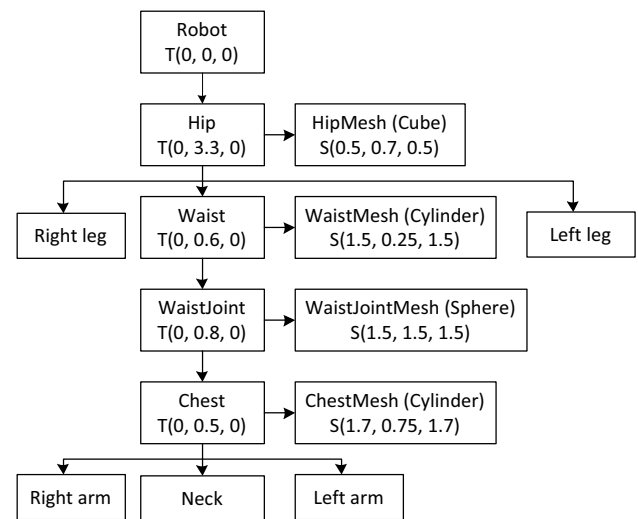 Robot
T(0, 0, 0)
Hip
T(0, 3.3, 0)
HipMesh (Cube)
S(0.5, 0.7, 0.5)
Right leg
Waist
T(0, 0.6, 0)
WaistMesh (Cylinder)
S(1.5, 0.25, 1.5)
Left leg
WaistJoint
T(0, 0.8, 0)
WaistJointMesh (Sphere)
S(1.5, 1.5, 1.5)
Chest
T(0, 0.5, 0)
ChestMesh (Cylinder)
S(1.7, 0.75, 1.7)
Right arm
Neck
Left arm